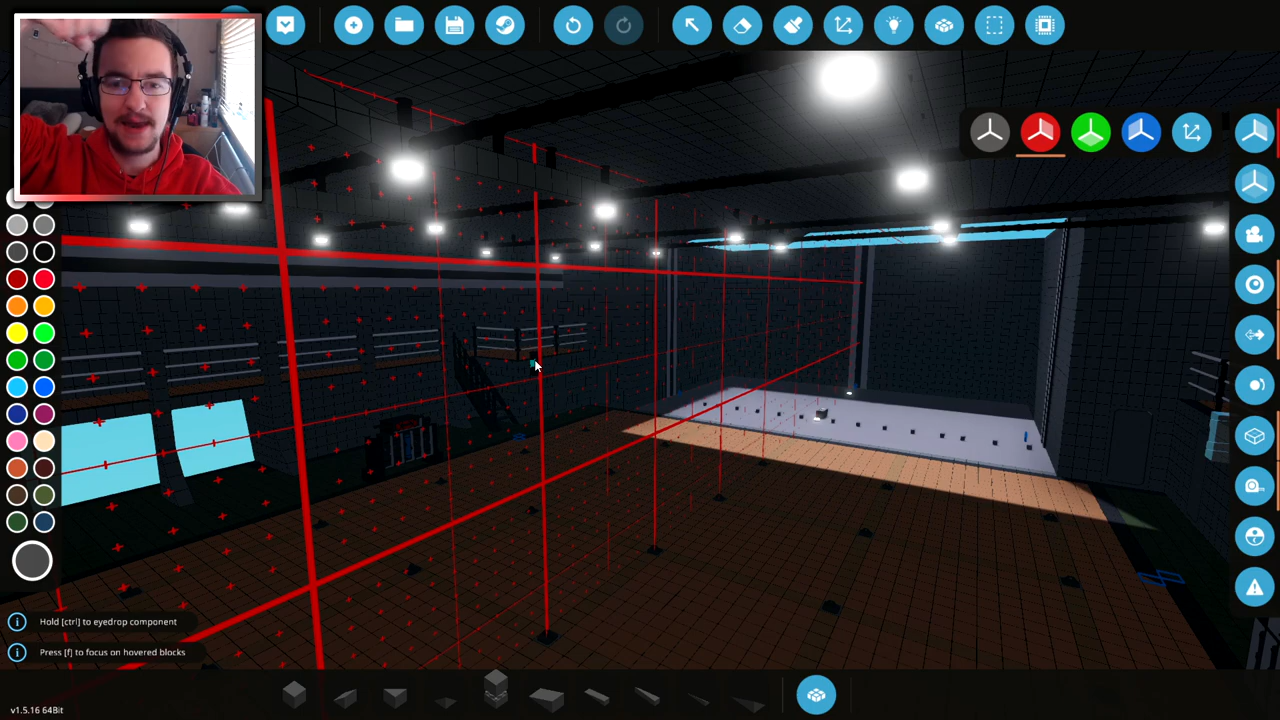 Hold [ctrl] to eyedrop component
Press [f] to focus on hovered blocks
v1.5.16 64Bit